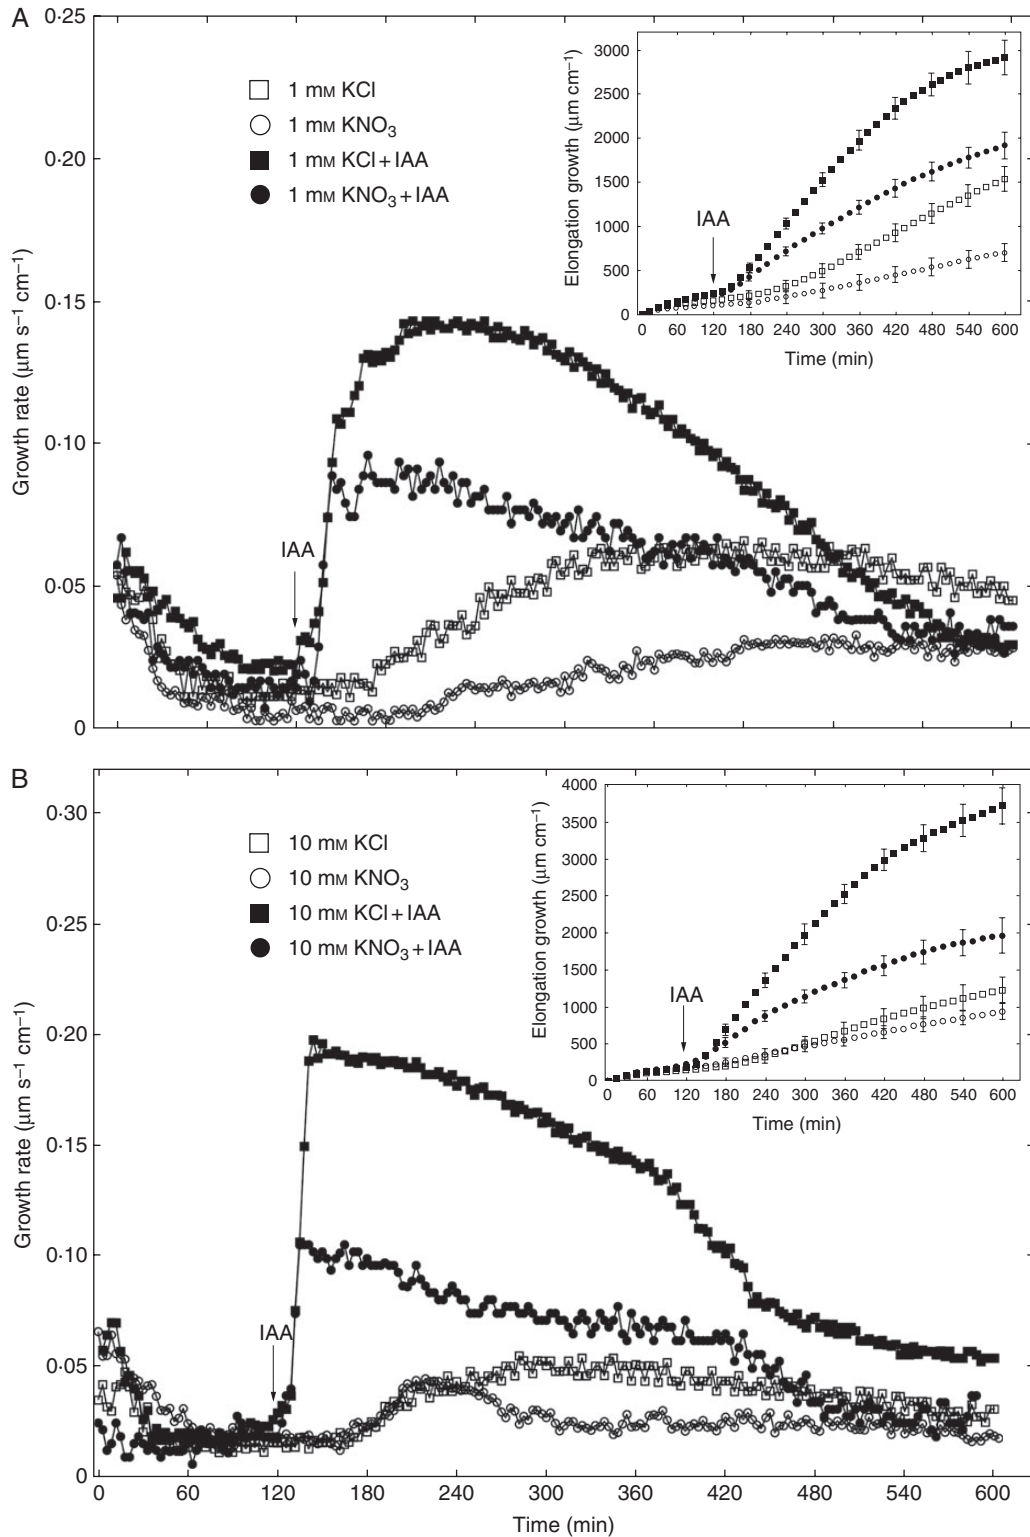 A
0·25
0·20
0·15
0·10
0·05
0
Growth rate (µm s⁻¹ cm⁻¹)
1 mM KCl
1 mM KNO₃
1 mM KCl + IAA
1 mM KNO₃ + IAA
IAA
3000
2500
2000
1500
1000
500
0
Elongation growth (µm cm⁻¹)
IAA
0 60 120 180 240 300 360 420 480 540 600
Time (min)
B
0·30
0·25
0·20
0·15
0·10
0·05
0
Growth rate (µm s⁻¹ cm⁻¹)
10 mM KCl
10 mM KNO₃
10 mM KCl + IAA
10 mM KNO₃ + IAA
IAA
4000
3500
3000
2500
2000
1500
1000
500
0
Elongation growth (µm cm⁻¹)
IAA
0 60 120 180 240 300 360 420 480 540 600
Time (min)
0 60 120 180 240 300 360 420 480 540 600
Time (min)